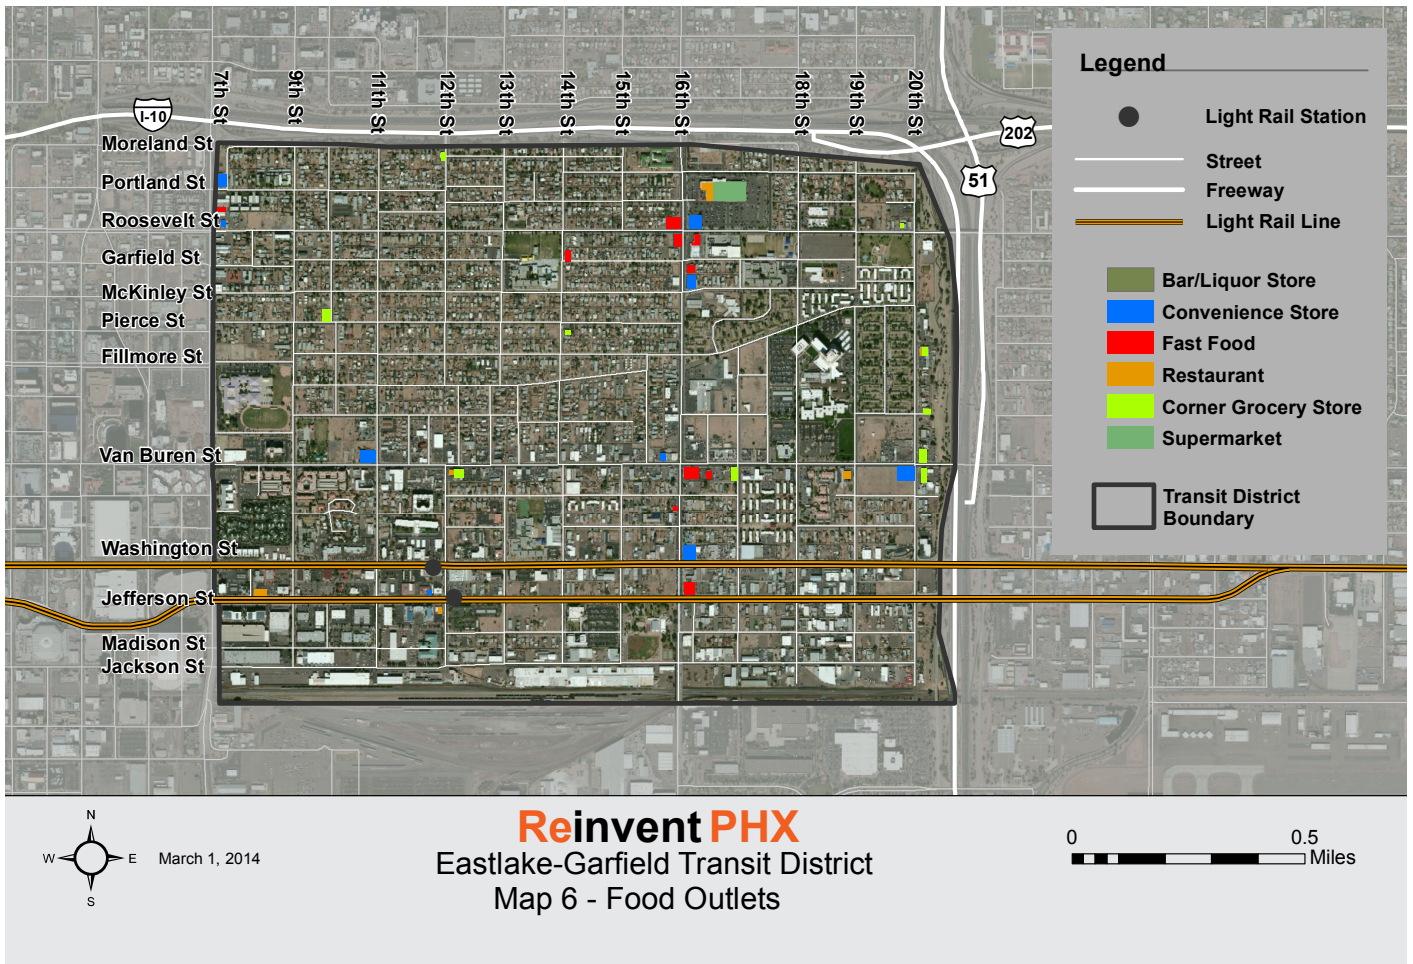 7th St
9th St
11th St
12th St
13th St
14th St
15th St
16th St
18th St
19th St
20th St
I-10
202
51
Moreland St
Portland St
Roosevelt St
Garfield St
McKinley St
Pierce St
Fillmore St
Van Buren St
Washington St
Jefferson St
Madison St
Jackson St
Legend
Light Rail Station
Street
Freeway
Light Rail Line
Bar/Liquor Store
Convenience Store
Fast Food
Restaurant
Corner Grocery Store
Supermarket
Transit District
Boundary
N
W E
S
March 1, 2014
Reinvent PHX
Eastlake-Garfield Transit District
Map 6 - Food Outlets
0 0.5
Miles